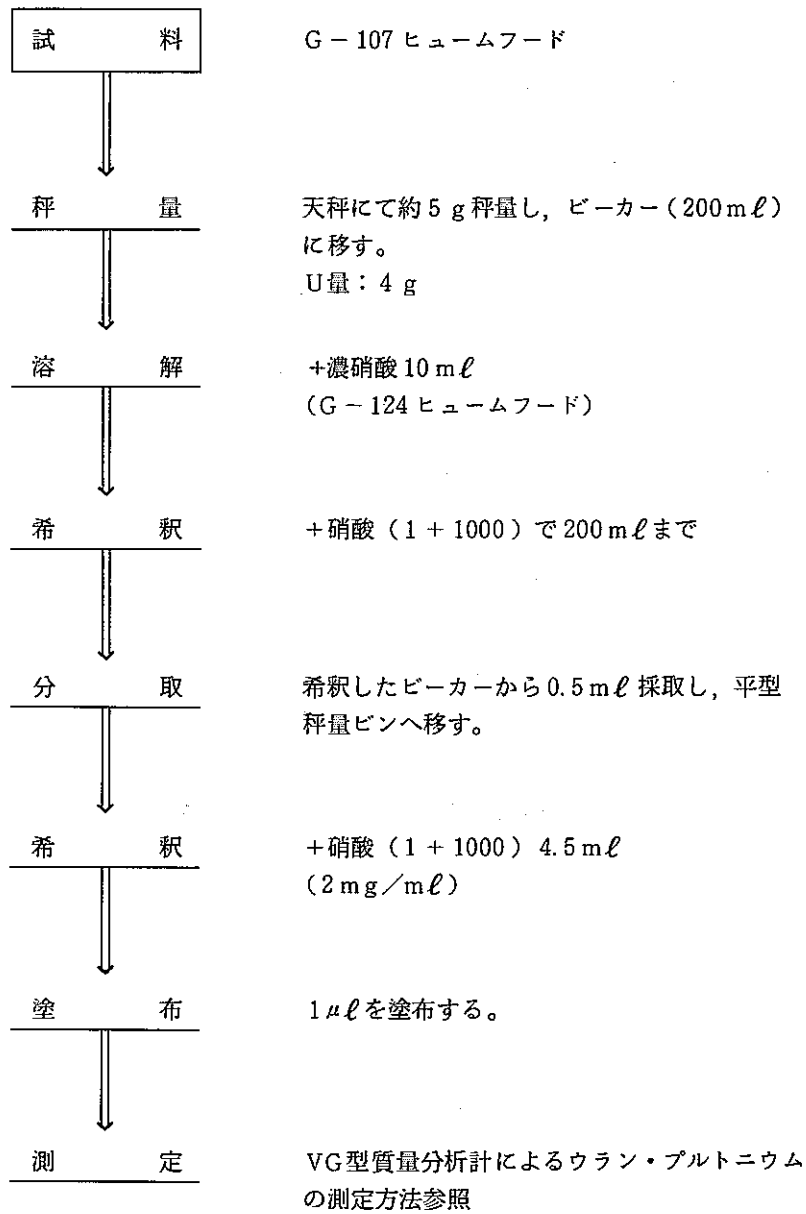 試料 G-107 ヒュームフード
秤量 天秤にて約5g秤量し，ビーカー（200mℓ）
に移す。
U量：4g
溶解 +濃硝酸10mℓ
（G-124ヒュームフード）
希釈 +硝酸（1+1000）で200mℓまで
分取 希釈したビーカーから0.5mℓ採取し，平型
秤量ビンへ移す。
希釈 +硝酸（1+1000）4.5mℓ
（2mg／mℓ）
塗布 1μℓを塗布する。
測定 VG型質量分析計によるウラン・プルトニウム
の測定方法参照